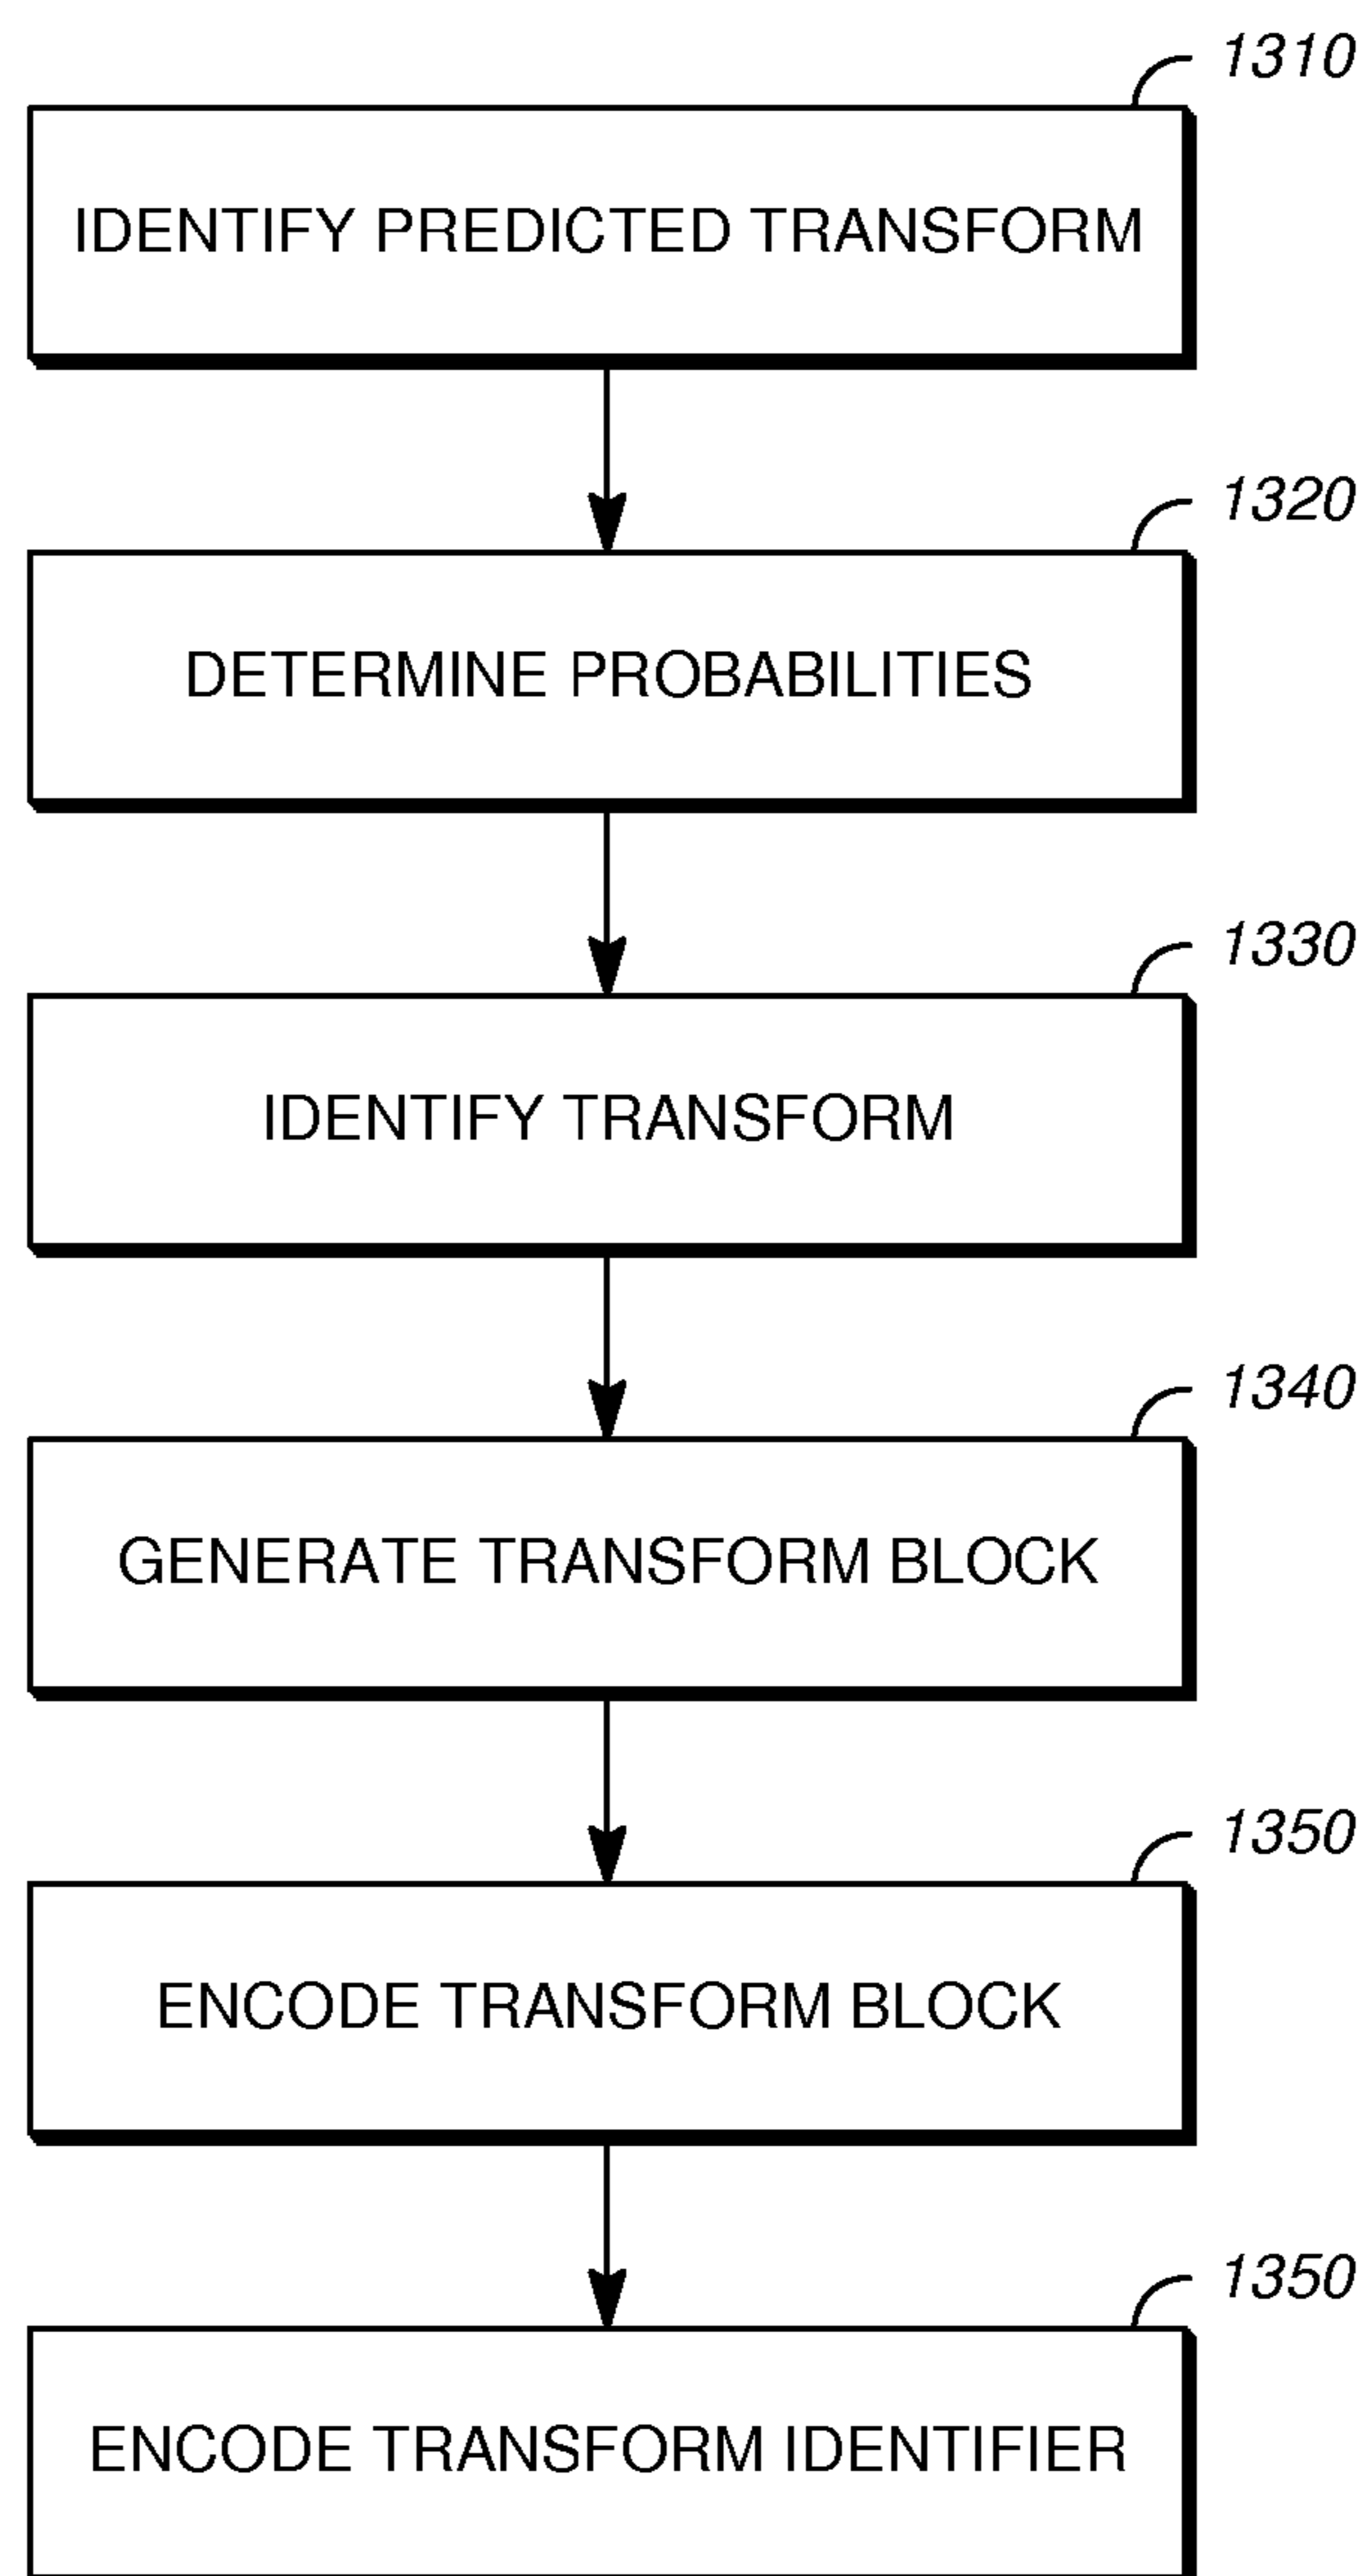 1310
IDENTIFY PREDICTED TRANSFORM
1320
DETERMINE PROBABILITIES
1330
IDENTIFY TRANSFORM
1340
GENERATE TRANSFORM BLOCK
1350
ENCODE TRANSFORM BLOCK
1350
ENCODE TRANSFORM IDENTIFIER